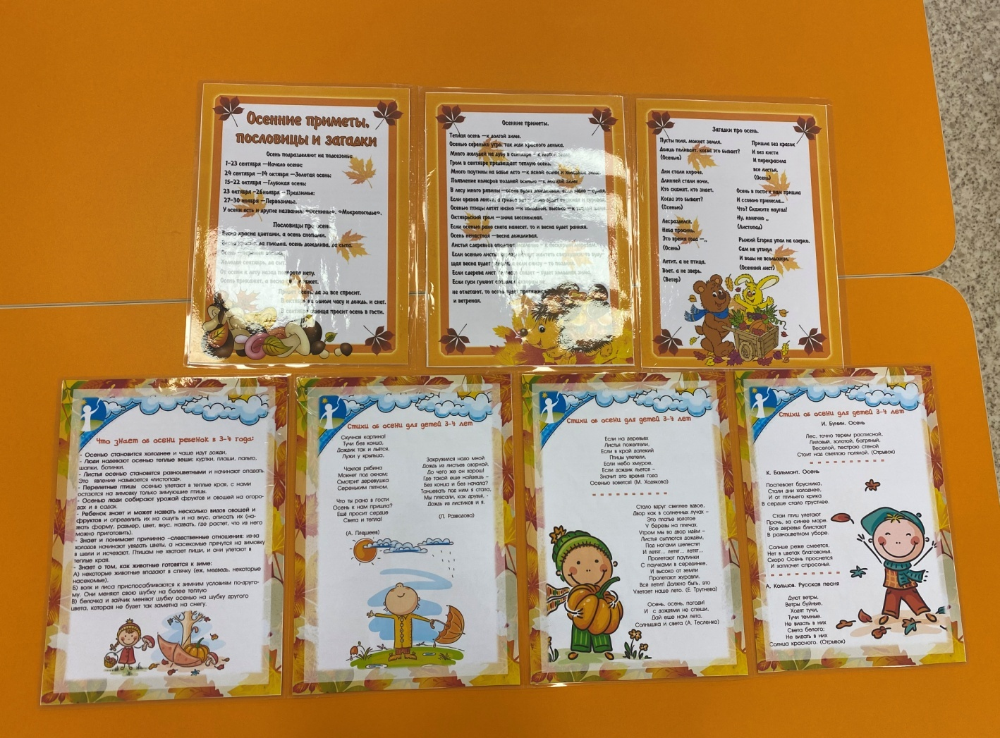 Осенние приметы,
пословицы и загадки
Осень подразделяют на подсезоны:
1-23 сентября —Начало осени;
24 сентября —14 октября —Золотая осень;
15-22 октября —Глубокая осень;
23 октября -26ноября – Предзимье;
27-30 ноября —Первозимье.
У осени есть и другие названия: «Осенины», «Мокропогодье».
Пословицы про осень.
Весна красна цветами, а осень снопами.
Весна красна, да голодна, осень дождлива, да сыта.
Осень —
Холоден сентябрь, да сыт.
От осени к лету назад поворота нету.
Осень прикажет, а весна
Придет осень, да за все спросит.
В октябре на одном часу и дождь, и снег.
В сентябре синица просит осень в гости.
Осенние приметы.
Теплая осень —к долгой зиме.
Осенью серенько утро, так жди красного денька.
Много желудей на дубу в сентябре – к лютой зиме.
Гром в сентябре предвещает теплую осень.
Много паутины на бабье лето —к ясной осени и холодной зиме.
Появление комаров поздней осенью —к мягкой зиме
В лесу много рябины —осень будет дождливая, если мало – сухая.
Если орехов много, а грибов нет – зима будет снежная и суровая.
Осенью птицы летят низко —к холодной, высоко —к теплой зиме.
Октябрьский гром —зима бесснежная.
Если осенью рано снега нанесет, то и весна будет ранняя.
Осень ненастная —весна дождливая.
Листья с деревьев опадают
Если осенью листья березы начнут желтеть сверху, то
щая весна будет если снизу – то поздняя.
Если с дерева лист не чисто спадет – будет холодная зима.
Если гуси гуляют стадами, скворцы не
не отлетают, то осень будет протяжной
и ветреная.
Загадки про осень.
Пусты поля, мокнет земля,
Дождь поливает, когда это бывает?
(Осенью)
Дни стали короче,
Длинней стали ночи,
Кто скажет, кто знает,
Когда это бывает?
(Осенью)
Лес разделся,
Неба просинь,
Это время года —,,
(Осень)
Летит, а не птица,
Воет, а не зверь.
(Ветер)
Пришла без красок
И без кисти
И перекрасила
все листья.
(Осень)
Осень в гости к нам пришла
И с собою принесла...
Что? Скажите наугад!
Ну, конечно ,,
(Листопад)
Рыжий Егорка упал на озерко,
Сам не утонул
И воды не всколыхнул.
(Осенний лист)
Что знает об осени ребенок в 3-4 года:
- Осенью становится холоднее и чаще идут дожди.
- Люди надевают осенью теплые вещи: куртки, плащи, пальто,
шапки, ботинки.
- Листья осенью становятся разноцветными и начинают опадать.
Это явление называется «листопад».
- Перелетные птицы осенью улетают в теплые края, с нами
остаются на зимовку только зимующие птицы.
- Осенью люди собирают урожай фруктов и овощей на огоро-
дах и в садах.
- Ребенок знает и может назвать несколько видов овощей и
фруктов и определить их на ощупь и на вкус, описать их (на-
звать форму, размер, цвет, вкус, назвать, где растет, что из него
можно приготовить).
- Знает и понимает причинно –следственные отношения: из-за
холодов начинают увядать цветы, а насекомые прячутся на зимовку
в щели и исчезают. Птицам не хватает пищи, и они улетают в
теплые края.
- Знает о том, как животные готовятся к зиме:
А) некоторые животные впадают в спячку (еж, медведь, некоторые
насекомые).
Б) волк и лиса приспосабливаются к зимним условиям по-друго-
му. Они меняют свою шубку на более теплую
В) белочка и зайчик меняют шубку осенью на шубку другого
цвета, которая не будет так заметна на снегу.
Стихи об осени для детей 3-4 лет
Скучная картина!
Тучи без конца,
Дождик так и льётся,
Лужи у крыльца.
Чахлая рябина
Мокнет под окном;
Смотрит деревушка
Сереньким пятном.
Что ты рано в гости
Осень к нам пришла?
Ещё просит сердце
Света и тепла!
(А. Плещеев)
Закружился надо мной
Дождь из листьев озорной.
До чего же он хорош!
Где такой еще найдешь –
Без конца и без начала?
Танцевать под ним я стала,
Мы плясали, как друзья, -
Дождь из листиков и я.
(Л. Разводова)
Стихи об осени для детей 3-4 лет
Если на деревьях
Листья пожелтели,
Если в край далекий
Птицы улетели,
Если небо хмурое,
Если дождик льется –
Значит это время года
Осенью зовется! (М. Ходякова)
Стало вдруг светлее вдвое,
Двор как в солнечных лучах –
Это платье золотое
У березы на плечах.
Утром мы во двор идём –
Листья сыплются дождём,
Под ногами шелестят
И летят... летят... летят...
Пролетают паутинки
С паучками в серединке,
И высоко от земли
Пролетают журавли.
Всё летит! Должно быть, это
Улетает наше лето. (Е. Трутнева)
Осень, осень, погоди!
И с дождями не спеши,
Дай еще нам лета,
Солнышка и света (А. Тесленко)
Стихи об осени для детей 3-4 лет
И. Бунин. Осень
Лес, точно терем расписной,
Лиловый, золотой, багряный,
Веселой, пестрою стеной
Стоит над светлою поляной. (Отрывок)
К. Бальмонт. Осень
Поспевает брусника,
Стали дни холоднее,
И от птичьего крика
В сердце стало грустнее.
Стаи птиц улетают
Прочь, за синее море.
Все деревья блистают
В разноцветном уборе.
Солнце реже смеется,
Нет в цветах благовонья.
Скоро Осень проснется
И заплачет спросонья.
А. Кольцов. Русская песня
Дуют ветры,
Ветры буйные,
Ходят тучи,
Тучи темные.
Не видать в них
Света белого;
Не видать в них
Солнца красного. (Отрывок)